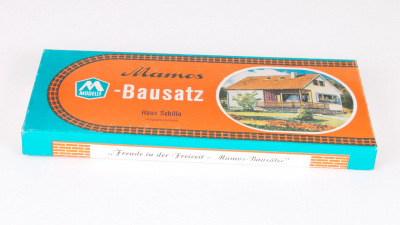 Mamos
M
MODELLE
-Bausatz
Haus Sybille
„Freude in der Freizeit – Mamos-Bausätze"